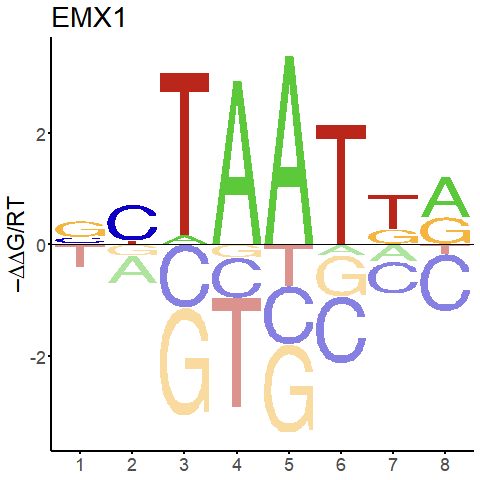 EMX1
−ΔΔG/RT
2
0
-2
G C T A A T T A
C T A G G
T G C G T A A T
A C C C G C C
G T G C
1 2 3 4 5 6 7 8